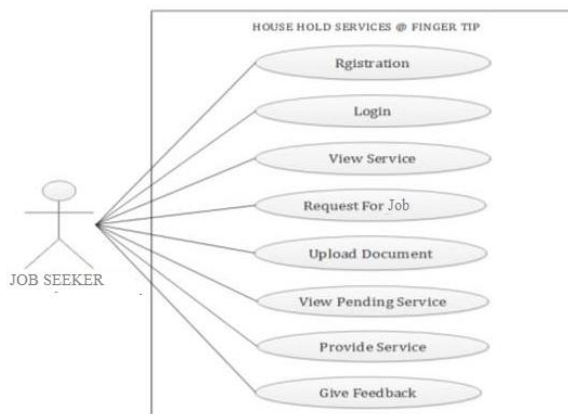 HOUSE HOLD SERVICES @ FINGER TIP
Rgistration
Login
View Service
Request For Job
Upload Document
View Pending Service
Provide Service
Give Feedback
JOB SEEKER